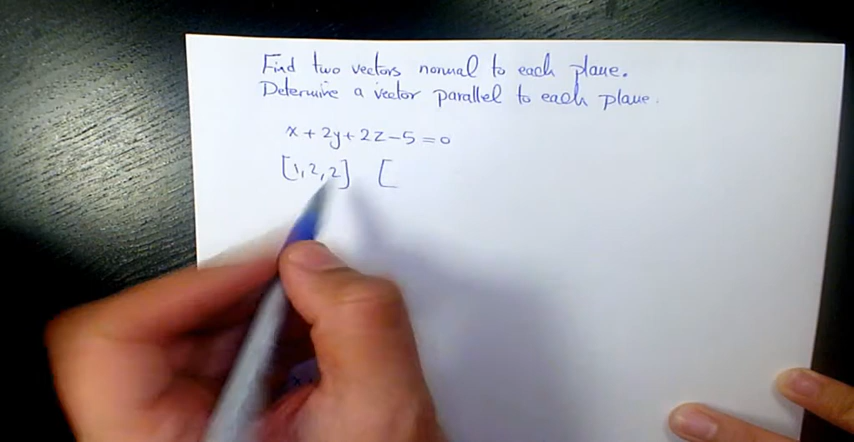 Find two vectors normal to each plane.
Determine a vector parallel to each plane.
x + 2y + 2z - 5 = 0
[1, 2, 2] [